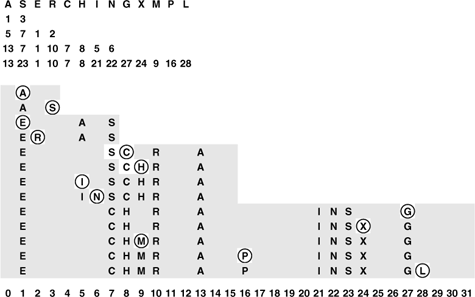 A S E R C H I N G X M P L
1 3
5 7 1 2
13 7 1 10 7 8 5 6
13 23 1 10 7 8 21 22 27 24 9 16 28
A
A S
E A S
E R A S
E S C R A
E S C H R A
E I S C H R A
E I N S C H R A
E C H R A I N S G
E C H R A I N S X G
E C H M R A I N S X G
E C H M R A P I N S X G
E C H M R A P I N S X G L
0 1 2 3 4 5 6 7 8 9 10 11 12 13 14 15 16 17 18 19 20 21 22 23 24 25 26 27 28 29 30 31